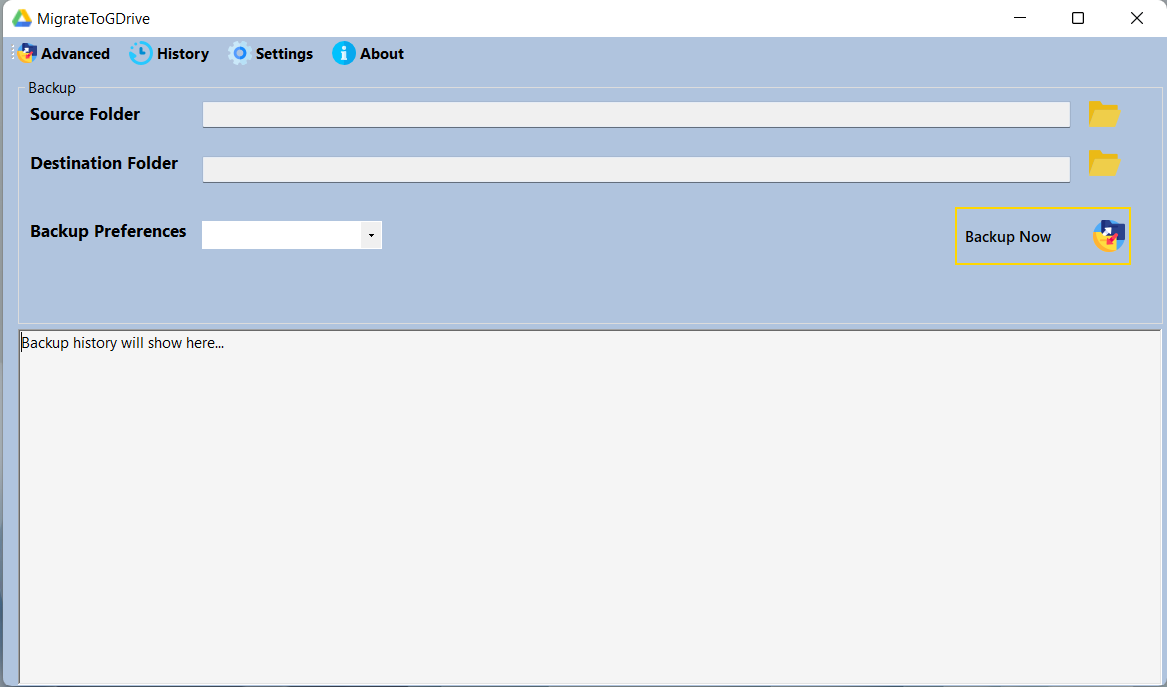 MigrateToGDrive
Advanced History Settings About
Backup
Source Folder
Destination Folder
Backup Preferences
Backup Now
Backup history will show here...